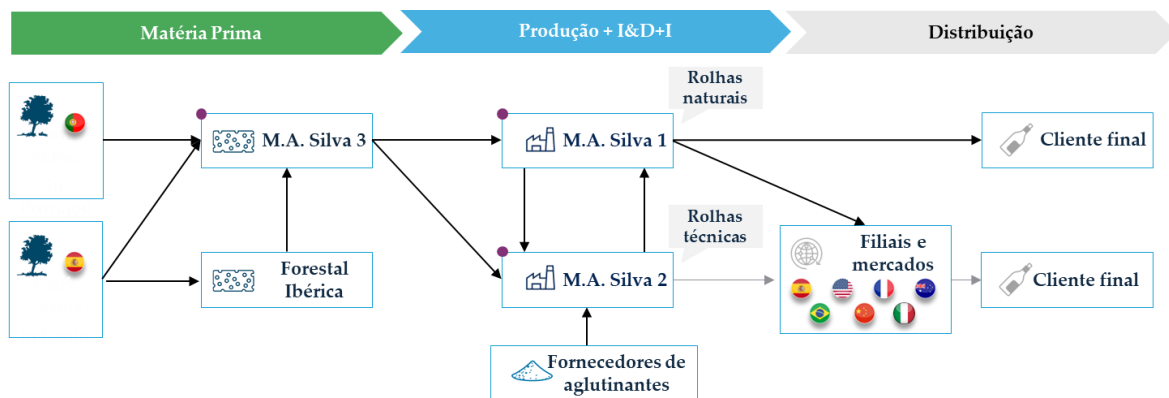 Matéria Prima
Produção + I&D+I
Distribuição
Rolhas
naturais
M.A. Silva 3
M.A. Silva 1
Cliente final
Rolhas
técnicas
Forestal
Ibérica
M.A. Silva 2
Filiais e
mercados
Cliente final
Fornecedores de
aglutinantes